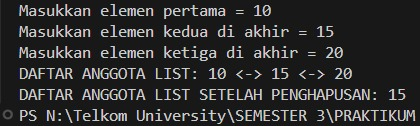 Masukkan elemen pertama = 10
Masukkan elemen kedua di akhir = 15
Masukkan elemen ketiga di akhir = 20
DAFTAR ANGGOTA LIST: 10 <-> 15 <-> 20
DAFTAR ANGGOTA LIST SETELAH PENGHAPUSAN: 15
PS N:\Telkom University\SEMESTER 3\PRAKTIKUM